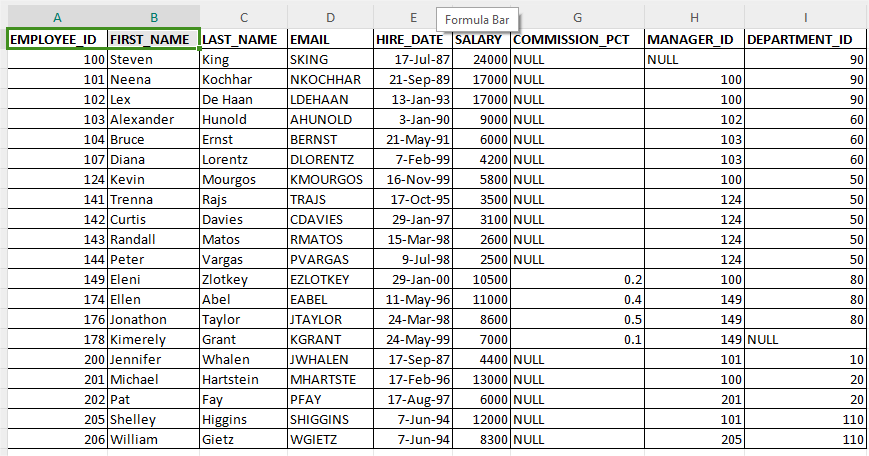 A B C D E F G H I
Formula Bar
EMPLOYEE_ID FIRST_NAME LAST_NAME EMAIL HIRE_DATE SALARY COMMISSION_PCT MANAGER_ID DEPARTMENT_ID
100 Steven King SKING 17-Jul-87 24000 NULL NULL 90
101 Neena Kochhar NKOCHHAR 21-Sep-89 17000 NULL 100 90
102 Lex De Haan LDEHAAN 13-Jan-93 17000 NULL 100 90
103 Alexander Hunold AHUNOLD 3-Jan-90 9000 NULL 102 60
104 Bruce Ernst BERNST 21-May-91 6000 NULL 103 60
107 Diana Lorentz DLORENTZ 7-Feb-99 4200 NULL 103 60
124 Kevin Mourgos KMOURGOS 16-Nov-99 5800 NULL 100 50
141 Trenna Rajs TRAJS 17-Oct-95 3500 NULL 124 50
142 Curtis Davies CDAVIES 29-Jan-97 3100 NULL 124 50
143 Randall Matos RMATOS 15-Mar-98 2600 NULL 124 50
144 Peter Vargas PVARGAS 9-Jul-98 2500 NULL 124 50
149 Eleni Zlotkey EZLOTKEY 29-Jan-00 10500 0.2 100 80
174 Ellen Abel EABEL 11-May-96 11000 0.4 149 80
176 Jonathon Taylor JTAYLOR 24-Mar-98 8600 0.5 149 80
178 Kimerely Grant KGRANT 24-May-99 7000 0.1 149 NULL
200 Jennifer Whalen JWHALEN 17-Sep-87 4400 NULL 101 10
201 Michael Hartstein MHARTSTE 17-Feb-96 13000 NULL 100 20
202 Pat Fay PFAY 17-Aug-97 6000 NULL 201 20
205 Shelley Higgins SHIGGINS 7-Jun-94 12000 NULL 101 110
206 William Gietz WGIETZ 7-Jun-94 8300 NULL 205 110